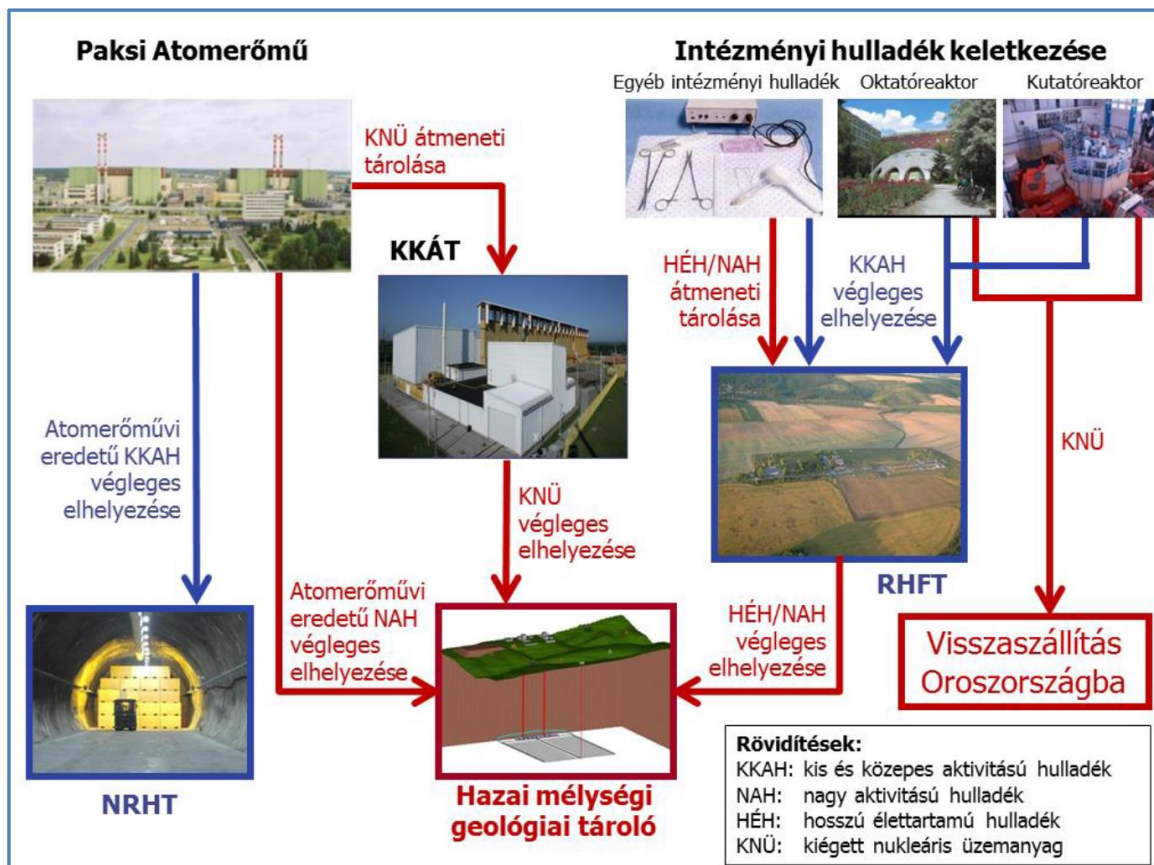 Paksi Atomerőmű
Intézményi hulladék keletkezése
Egyéb intézményi hulladék
Oktatóreaktor
Kutatóreaktor
KNÜ átmeneti
tárolása
KKÁT
HÉH/NAH
átmeneti
tárolása
KKAH
végleges
elhelyezése
Atomerőművi
eredetű KKAH
végleges
elhelyezése
KNÜ
végleges
elhelyezése
KNÜ
RHFT
Atomerőművi
eredetű NAH
végleges
elhelyezése
HÉH/NAH
végleges
elhelyezése
Visszaszállítás
Oroszországba
NRHT
Hazai mélységi
geológiai tároló
Rövidítések:
KKAH: kis és közepes aktivitású hulladék
NAH: nagy aktivitású hulladék
HÉH: hosszú élettartamú hulladék
KNÜ: kiégett nukleáris üzemanyag